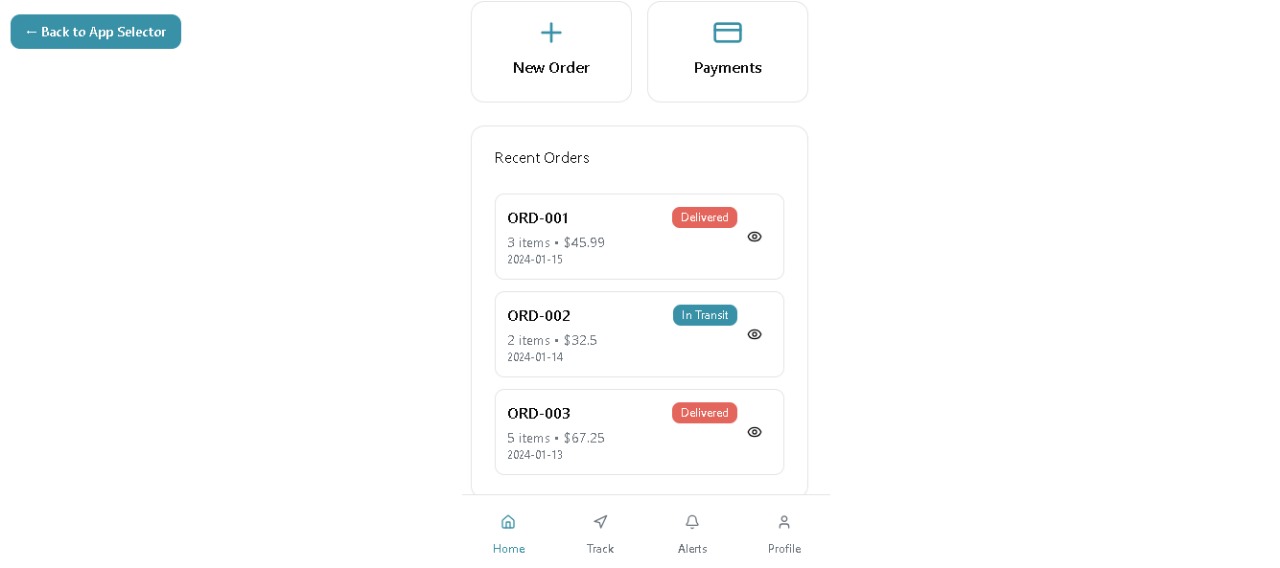 ← Back to App Selector
New Order
Payments
Recent Orders
ORD-001
Delivered
3 items • $45.99
2024-01-15
ORD-002
In Transit
2 items • $32.5
2024-01-14
ORD-003
Delivered
5 items • $67.25
2024-01-13
Home
Track
Alerts
Profile